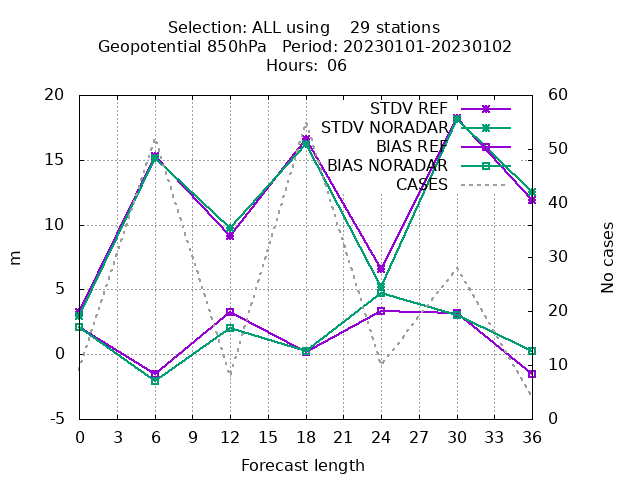 Selection: ALL using    29 stations
Geopotential 850hPa   Period: 20230101-20230102
Hours:  06
20
60
STDV REF
STDV NORADAR
BIAS REF
BIAS NORADAR
CASES
15
50
10
40
30
5
20
0
10
-5
0
m
No cases
0 3 6 9 12 15 18 21 24 27 30 33 36
Forecast length